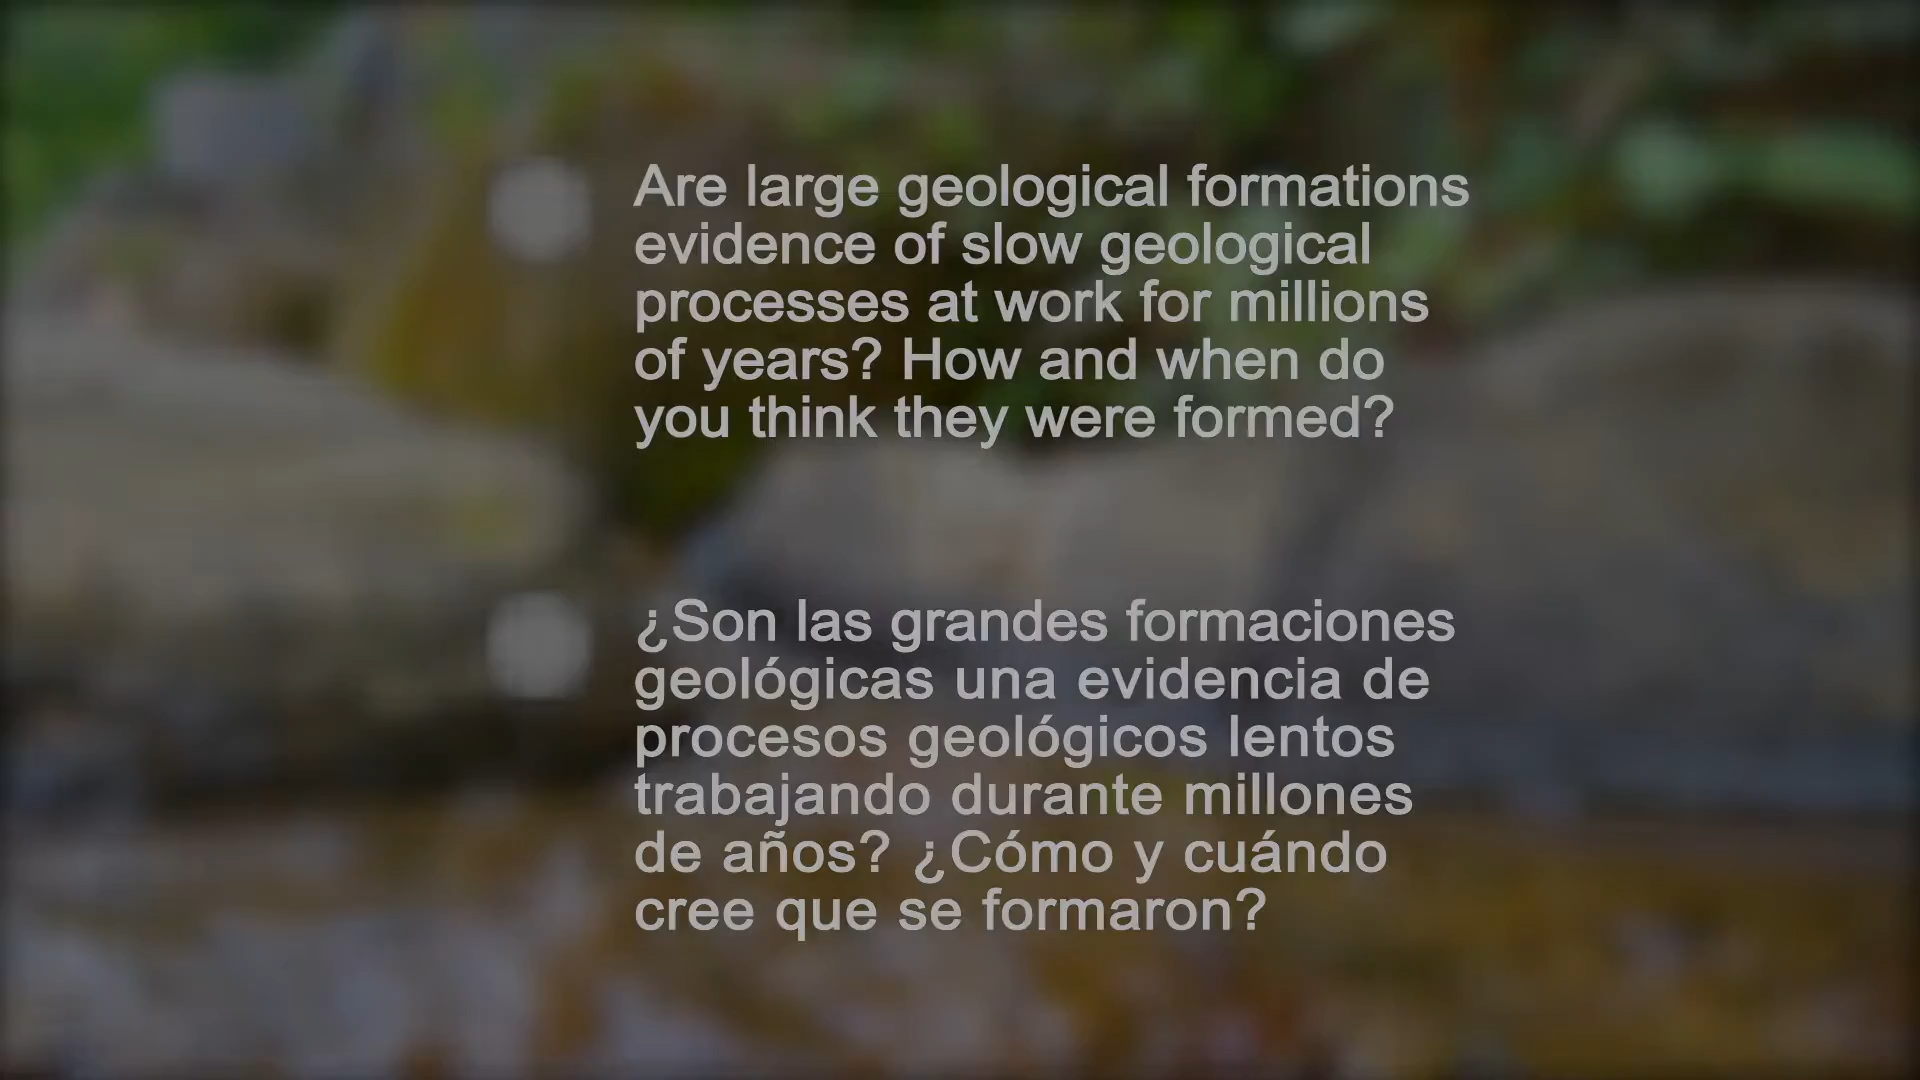 Are large geological formations
evidence of slow geological
processes at work for millions
of years? How and when do
you think they were formed?
¿Son las grandes formaciones
geológicas una evidencia de
procesos geológicos lentos
trabajando durante millones
de años? ¿Cómo y cuándo
cree que se formaron?